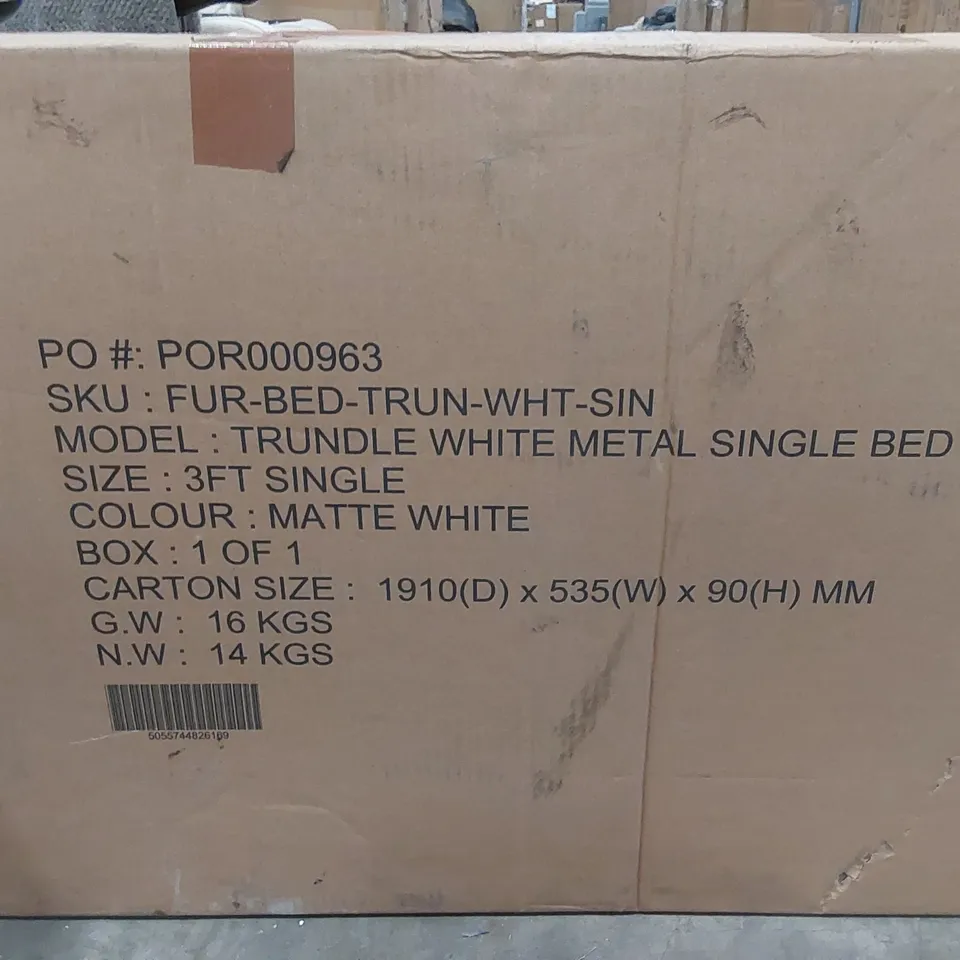 PO #: POR000963
SKU : FUR-BED-TRUN-WHT-SIN
MODEL : TRUNDLE WHITE METAL SINGLE BED
SIZE : 3FT SINGLE
COLOUR : MATTE WHITE
BOX : 1 OF 1
CARTON SIZE : 1910(D) x 535(W) x 90(H) MM
G.W : 16 KGS
N.W : 14 KGS
5055744826169